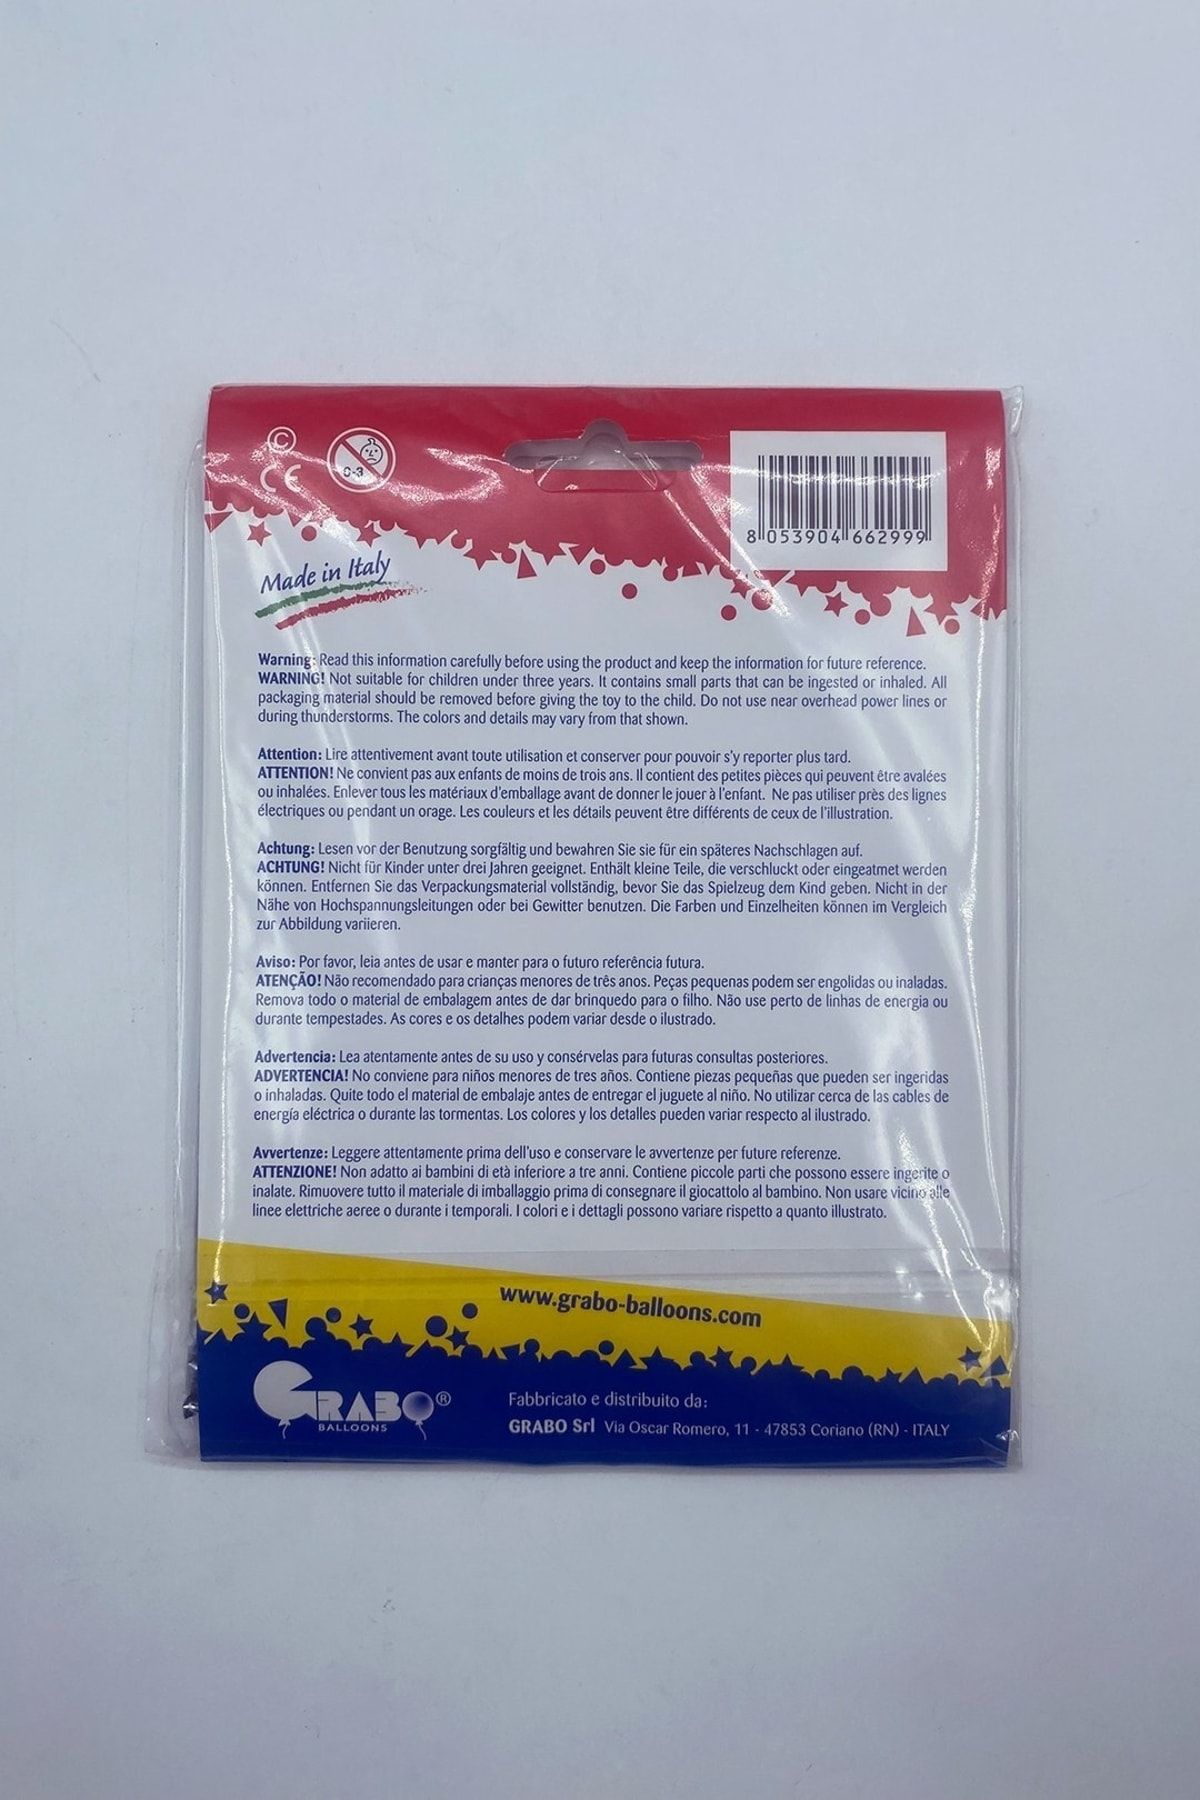 ©
CE
0-3
8 053904 662999
Made in Italy
Warning: Read this information carefully before using the product and keep the information for future reference.
WARNING! Not suitable for children under three years. It contains small parts that can be ingested or inhaled. All
packaging material should be removed before giving the toy to the child. Do not use near overhead power lines or
during thunderstorms. The colors and details may vary from that shown.
Attention: Lire attentivement avant toute utilisation et conserver pour pouvoir s'y reporter plus tard.
ATTENTION! Ne convient pas aux enfants de moins de trois ans. Il contient des petites pièces qui peuvent être avalées
ou inhalées. Enlever tous les matériaux d'emballage avant de donner le jouer à l'enfant. Ne pas utiliser près des lignes
électriques ou pendant un orage. Les couleurs et les détails peuvent être différents de ceux de l'illustration.
Achtung: Lesen vor der Benutzung sorgfältig und bewahren Sie sie für ein späteres Nachschlagen auf.
ACHTUNG! Nicht für Kinder unter drei Jahren geeignet. Enthält kleine Teile, die verschluckt oder eingeatmet werden
können. Entfernen Sie das Verpackungsmaterial vollständig, bevor Sie das Spielzeug dem Kind geben. Nicht in der
Nähe von Hochspannungsleitungen oder bei Gewitter benutzen. Die Farben und Einzelheiten können im Vergleich
zur Abbildung variieren.
Aviso: Por favor, leia antes de usar e manter para o futuro referência futura.
ATENÇÃO! Não recomendado para crianças menores de três anos. Peças pequenas podem ser engolidas ou inaladas.
Remova todo o material de embalagem antes de dar brinquedo para o filho. Não use perto de linhas de energia ou
durante tempestades. As cores e os detalhes podem variar desde o ilustrado.
Advertencia: Lea atentamente antes de su uso y consérvelas para futuras consultas posteriores.
ADVERTENCIA! No conviene para niños menores de tres años. Contiene piezas pequeñas que pueden ser ingeridas
o inhaladas. Quite todo el material de embalaje antes de entregar el juguete al niño. No utilizar cerca de las cables de
energía eléctrica o durante las tormentas. Los colores y los detalles pueden variar respecto al ilustrado.
Avvertenze: Leggere attentamente prima dell'uso e conservare le avvertenze per future referenze.
ATTENZIONE! Non adatto ai bambini di età inferiore a tre anni. Contiene piccole parti che possono essere ingerite o
inalate. Rimuovere tutto il materiale di imballaggio prima di consegnare il giocattolo al bambino. Non usare vicino alle
linee elettriche aeree o durante i temporali. I colori e i dettagli possono variare rispetto a quanto illustrato.
www.grabo-balloons.com
GRABO®
BALLOONS
Fabbricato e distribuito da:
GRABO Srl Via Oscar Romero, 11 - 47853 Coriano (RN) - ITALY